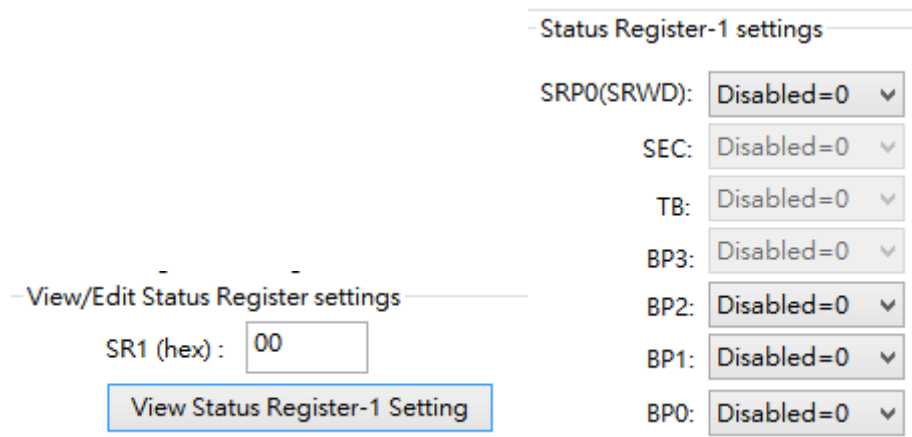 Status Register-1 settings
SRP0(SRWD): Disabled=0
SEC: Disabled=0
TB: Disabled=0
BP3: Disabled=0
BP2: Disabled=0
BP1: Disabled=0
BP0: Disabled=0
View/Edit Status Register settings
SR1 (hex) : 00
View Status Register-1 Setting